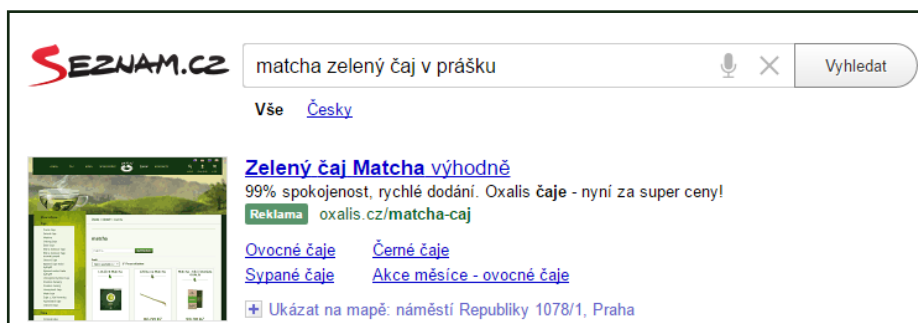 SEZNAM.CZ
matcha zelený čaj v prášku
Vyhledat
Vše Česky
Zelený čaj Matcha výhodně
99% spokojenost, rychlé dodání. Oxalis čaje - nyní za super ceny!
Reklama oxalis.cz/matcha-caj
Ovocné čaje Černé čaje
Sypané čaje Akce měsíce - ovocné čaje
Ukázat na mapě: náměstí Republiky 1078/1, Praha
matcha